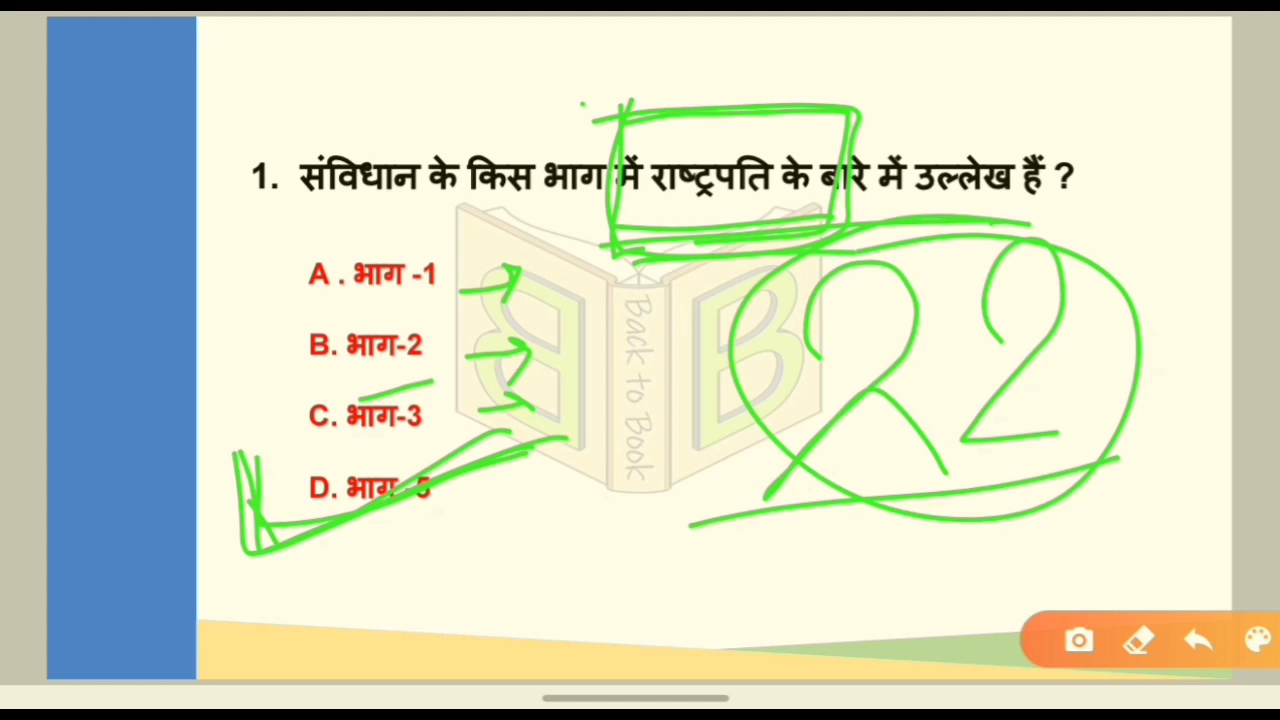 1. संविधान के किस भाग में राष्ट्रपति के बारे में उल्लेख हैं ?
A . भाग -1
B. भाग-2
C. भाग-3
D. भाग -5
Back to Book
22